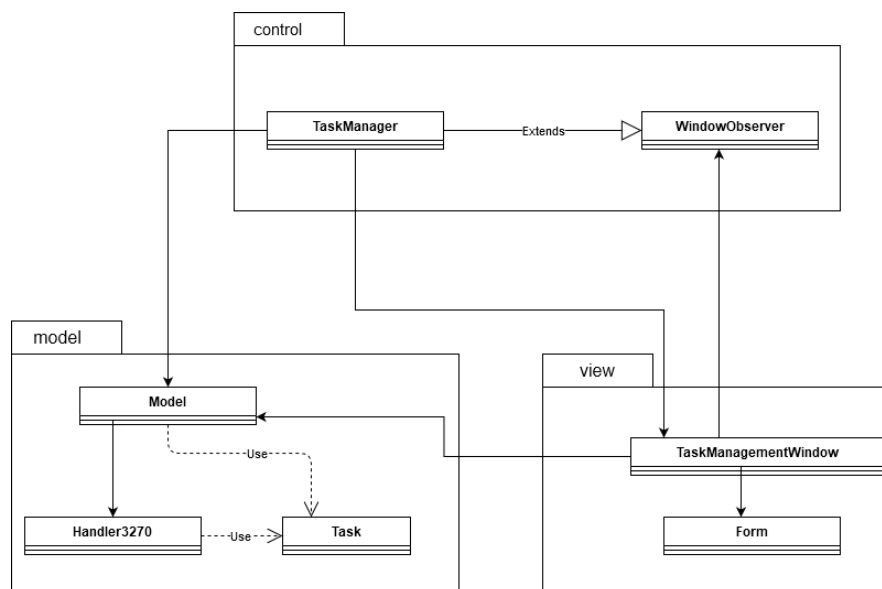 control
TaskManager
Extends
WindowObserver
model
view
Model
Use
TaskManagementWindow
Handler3270
Use
Task
Form